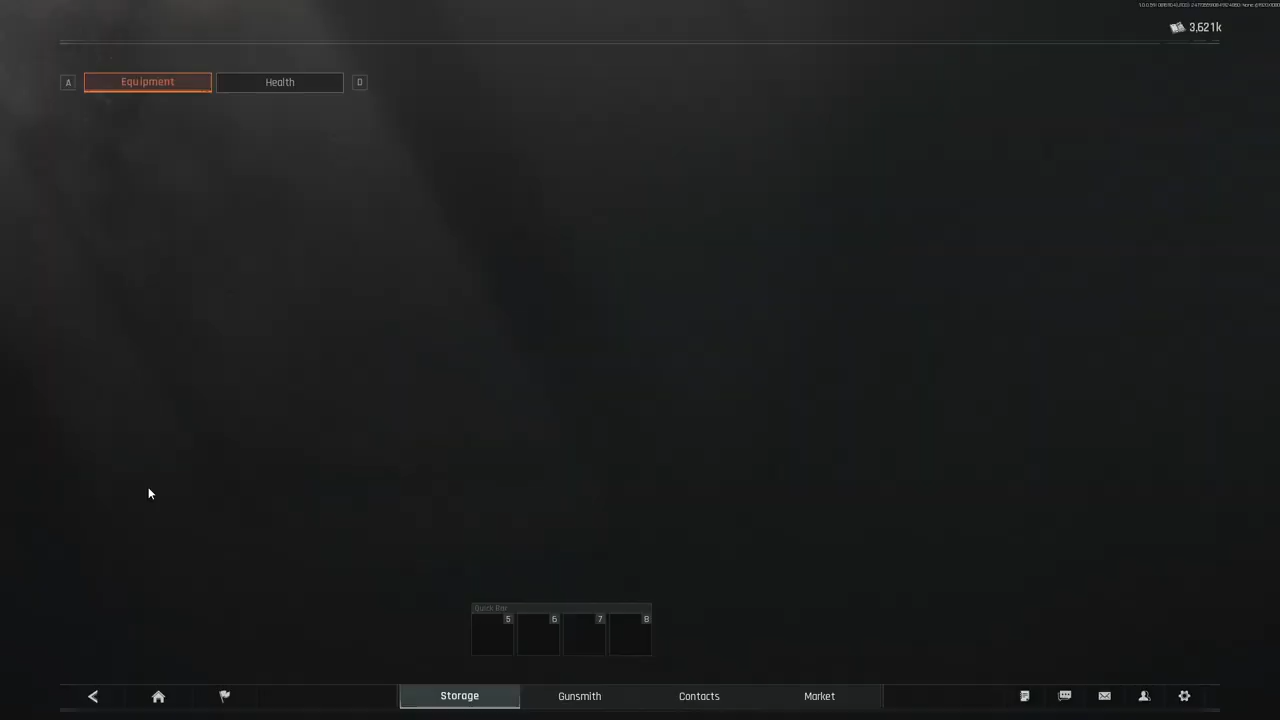 3,621k
A Equipment Health D
Quick Bar
5 6 7 8
Storage Gunsmith Contacts Market